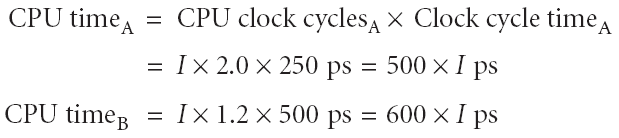 CPU time_A = CPU clock cycles_A × Clock cycle time_A
= I × 2.0 × 250 ps = 500 × I ps
CPU time_B = I × 1.2 × 500 ps = 600 × I ps